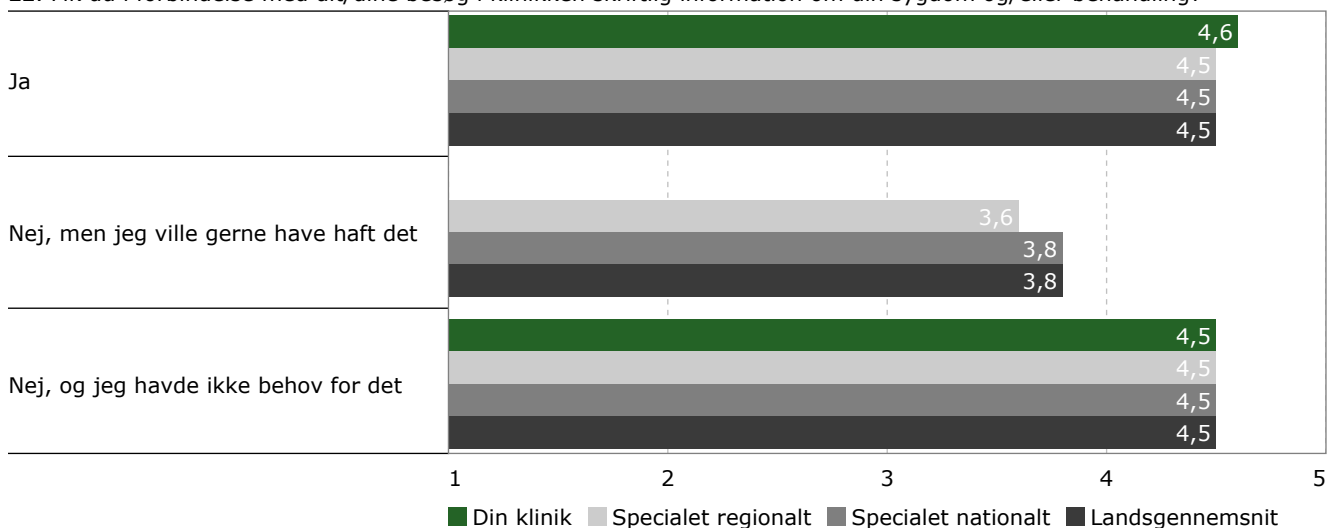 Ja
4,6
4,5
4,5
4,5
Nej, men jeg ville gerne have haft det
3,6
3,8
3,8
Nej, og jeg havde ikke behov for det
4,5
4,5
4,5
4,5
1 2 3 4 5
Din klinik Specialet regionalt Specialet nationalt Landsgennemsnit